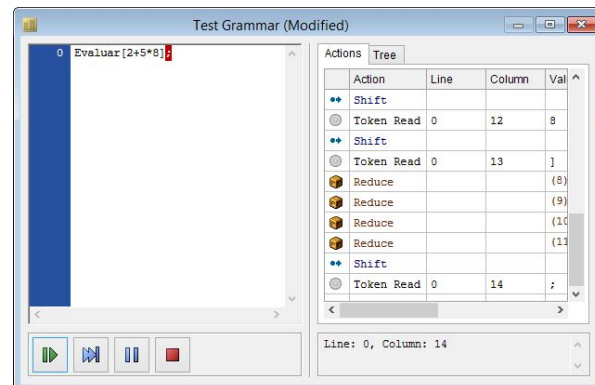 Test Grammar (Modified)
0 Evaluar[2+5*8];
Actions Tree
Action Line Column Val
Shift
Token Read 0 12 8
Shift
Token Read 0 13 ]
Reduce (8)
Reduce (9)
Reduce (10
Reduce (11
Shift
Token Read 0 14 ;
Line: 0, Column: 14